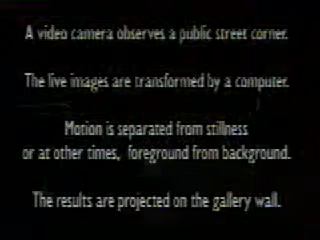 A video camera observes a public street corner.
The live images are transformed by a computer.
Motion is separated from stillness
or at other times, foreground from background.
The results are projected on the gallery wall.